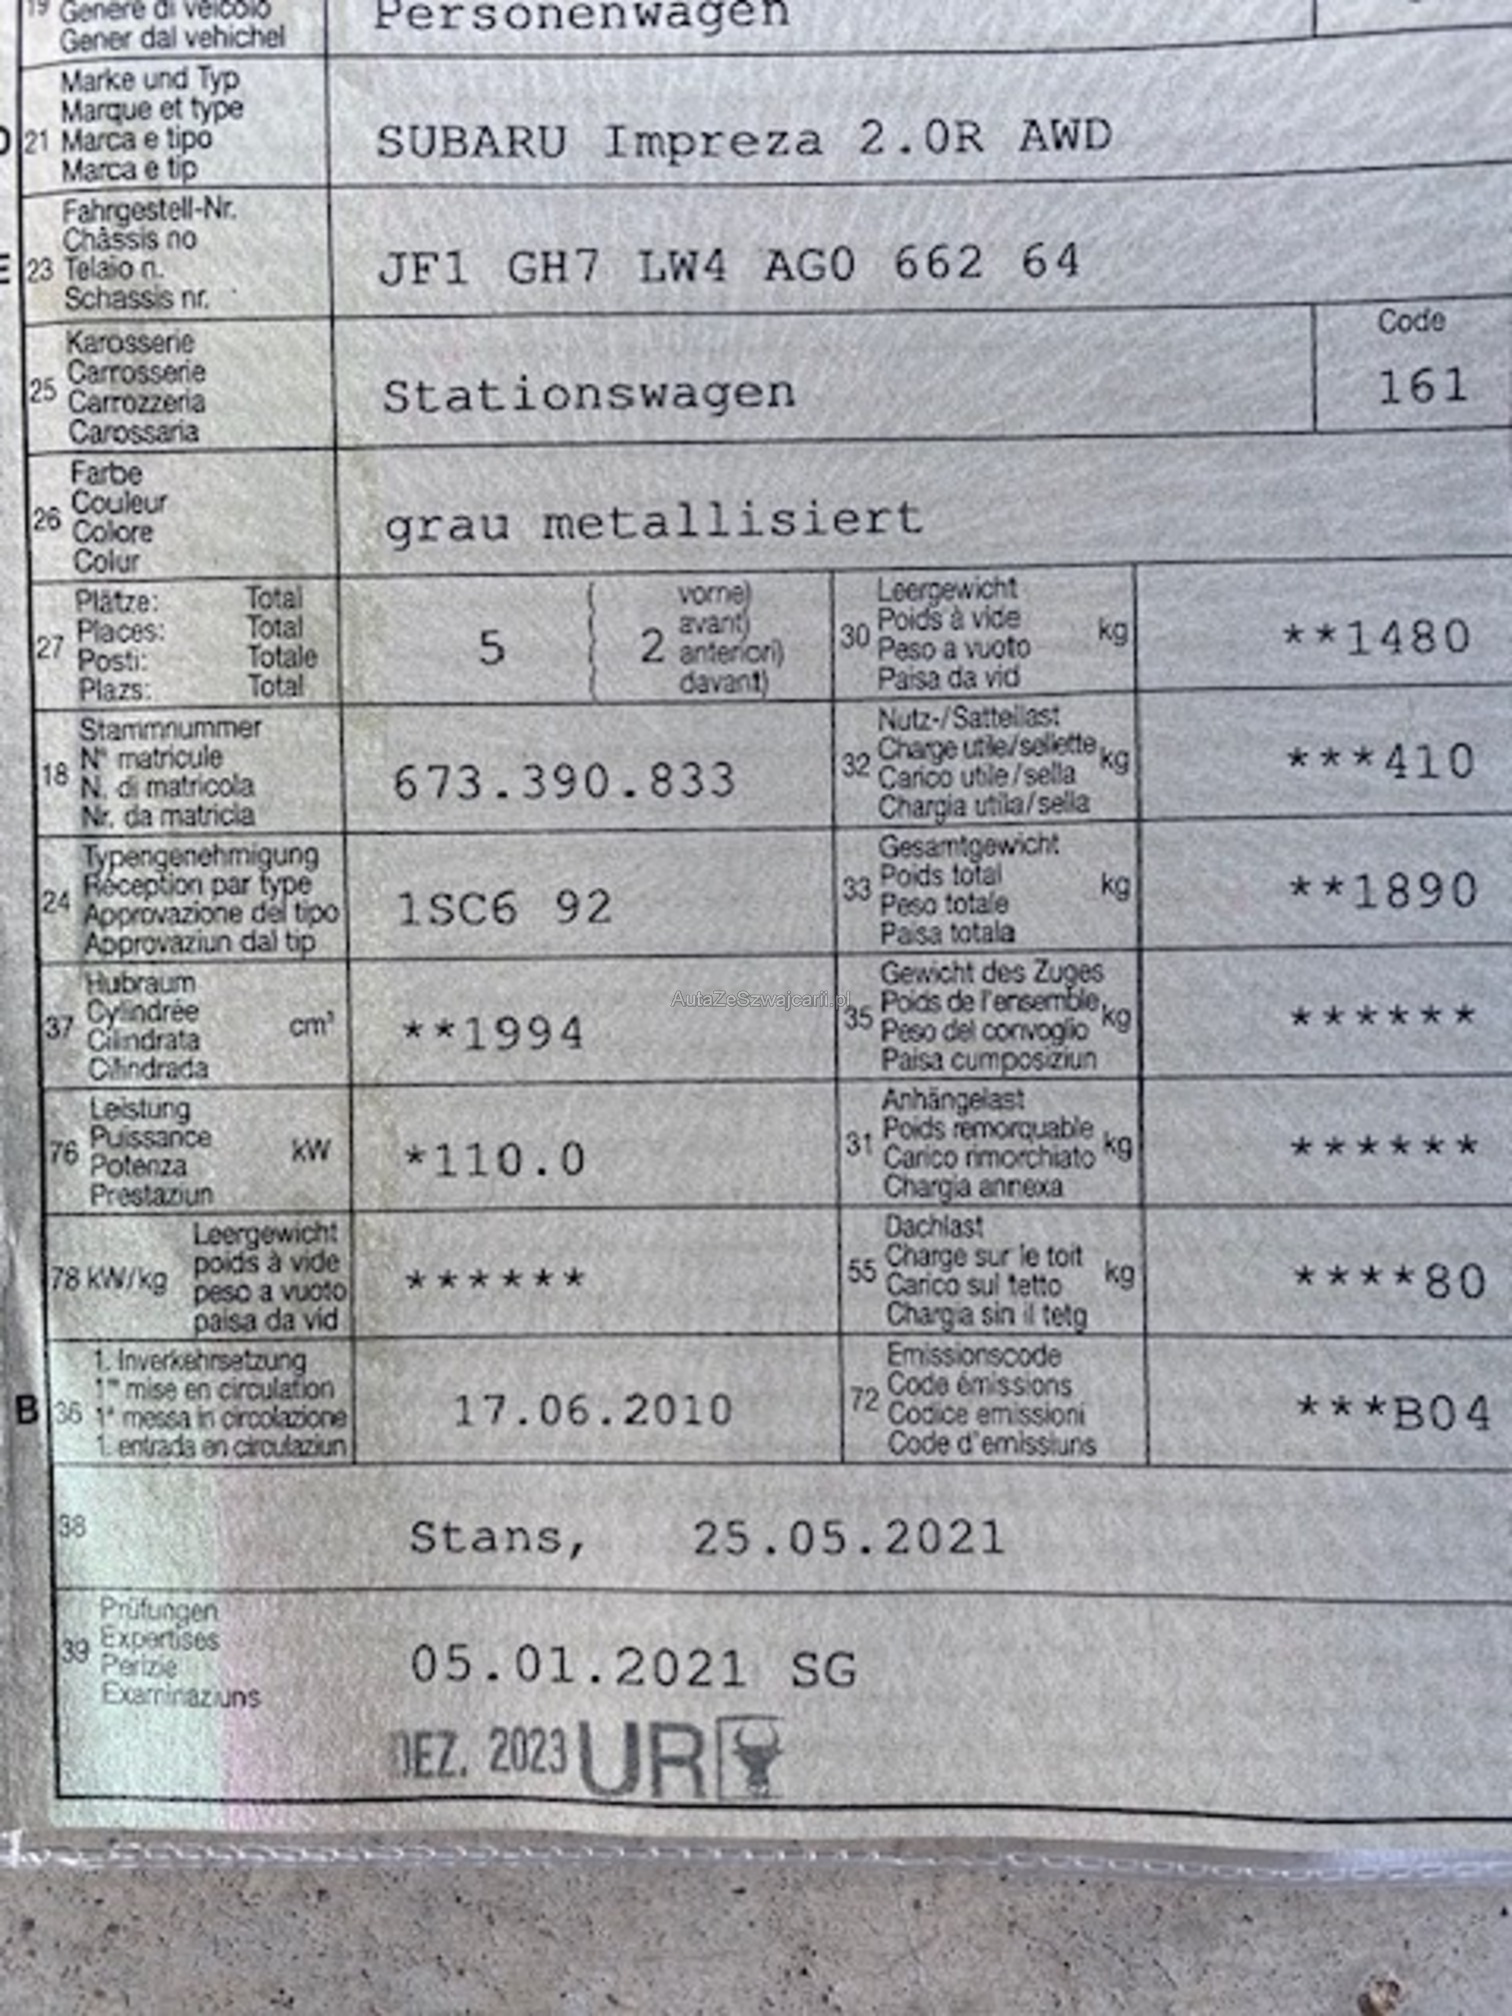 19 Genere di veicolo
Gener dal vehichel
Personenwagen
Marke und Typ
Marque et type
21 Marca e tipo
Marca e tip
SUBARU Impreza 2.0R AWD
Fahrgestell-Nr.
Châssis no
E 23 Telaio n.
Schassis nr.
JF1 GH7 LW4 AG0 662 64
Karosserie
Carrosserie
25 Carrozzeria
Carossaria
Stationswagen
Code
161
Farbe
Couleur
26 Colore
Colur
grau metallisiert
Plätze: Total
Places: Total
27 Posti: Totale
Plazs: Total
5 ( 2 vorne)
avant)
anteriori)
davant)
Leergewicht
30 Poids à vide kg
Peso a vuoto
Paisa da vid
**1480
Stammnummer
N° matricule
18 N. di matricola
Nr. da matricla
673.390.833
Nutz-/Sattellast
32 Charge utile/sellette kg
Carico utile/sella
Chargia utila/sella
***410
Typengenehmigung
Réception par type
24 Approvazione del tipo
Approvaziun dal tip
1SC6 92
Gesamtgewicht
33 Poids total kg
Peso totale
Paisa totala
**1890
Hubraum
Cylindrée
37 Cilindrata cm³
Cilindrada
**1994
Gewicht des Zuges
35 Poids de l'ensemble kg
Peso del convoglio
Paisa cumposiziun
******
AutaZeSzwajcarii.pl
Leistung
Puissance
76 Potenza kW
Prestaziun
*110.0
Anhängelast
31 Poids remorquable kg
Carico rimorchiato
Chargia annexa
******
Leergewicht
poids à vide
78 kW/kg peso a vuoto
paisa da vid
******
Dachlast
55 Charge sur le toit kg
Carico sul tetto
Chargia sin il tetg
****80
1. Inverkehrsetzung
1re mise en circulation
B 36 1a messa in circolazione
1. entrada en circulaziun
17.06.2010
Emissionscode
72 Code émissions
Codice emissioni
Code d'emissiuns
***B04
38
Stans, 25.05.2021
Prüfungen
39 Expertises
Perizie
Examinaziuns
05.01.2021 SG
DEZ. 2023 UR